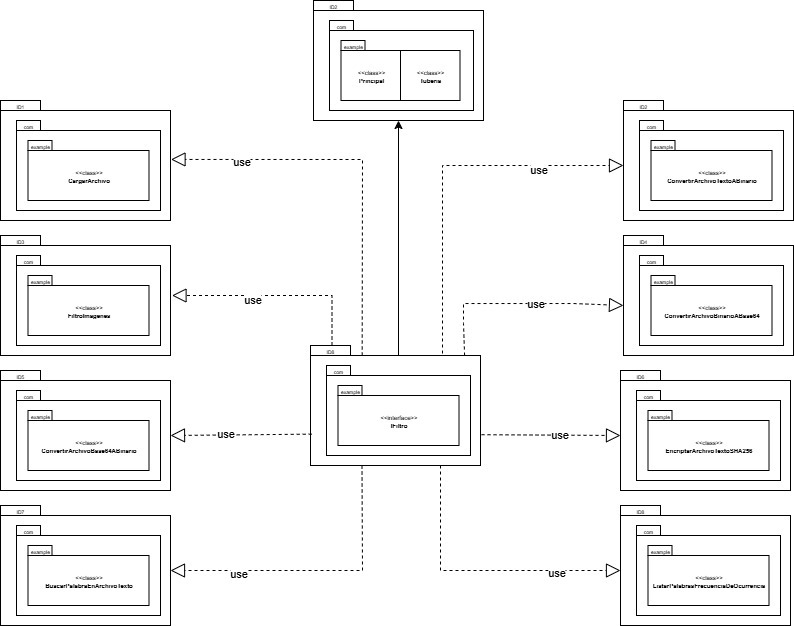 ID2
com
example
<<class>>
Principal
<<class>>
Tuberia
ID1
com
example
<<class>>
CargarArchivo
use
ID2
com
example
<<class>>
ConvertirArchivoTextoABinario
use
ID3
com
example
<<class>>
FiltroImagenes
use
ID4
com
example
<<class>>
ConvertirArchivoBinarioABase64
use
com
example
<<interface>>
IFiltro
ID5
com
example
<<class>>
ConvertirArchivoBase64ABinario
use
ID6
com
example
<<class>>
EncriptarArchivoTextoSHA256
use
ID7
com
example
<<class>>
BuscarPalabraEnArchivoTexto
use
ID8
com
example
<<class>>
ListarPalabrasFrecuenciaDeOcurrencia
use